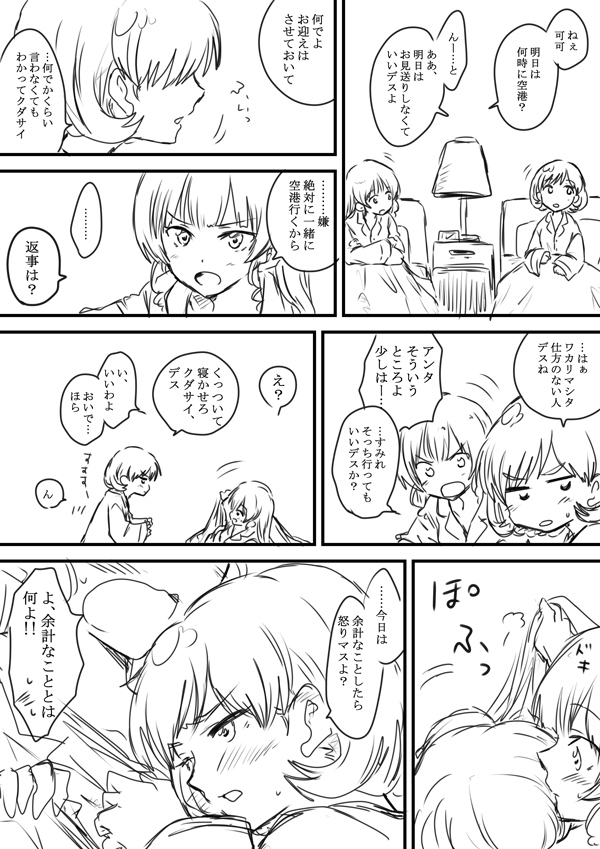 ねぇ
可可
明日は
何時に空港？
んー…と
ああ、
明日は
お見送りしなくて
いいデスよ
何でよ
お迎えは
させておいて
ふぃっ
…何でかくらい
言わなくても
わかってクダサイ
………嫌
絶対に一緒に
空港行くから
……
返事は？
…はぁ
ワカリマシタ
仕方のない人
デスね
アンタ
そういう
ところよ
少しは！
…すみれ
そっち行っても
いいデスか？
え？
くっついて
寝かせろ
クダサイ、
デス
い、
いいわよ
おいで…
ほら
すすすー
ん
ぽふっ
ドキ
……今日は
余計なことしたら
怒りマスよ？
よ、余計なこととは
何よ!!